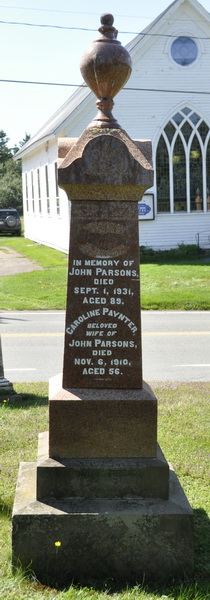 IN MEMORY OF
JOHN PARSONS,
DIED
SEPT. 1, 1931,
AGED 89.
CAROLINE PAYNTER,
BELOVED
WIFE OF
JOHN PARSONS,
DIED
NOV. 6, 1910,
AGED 56.